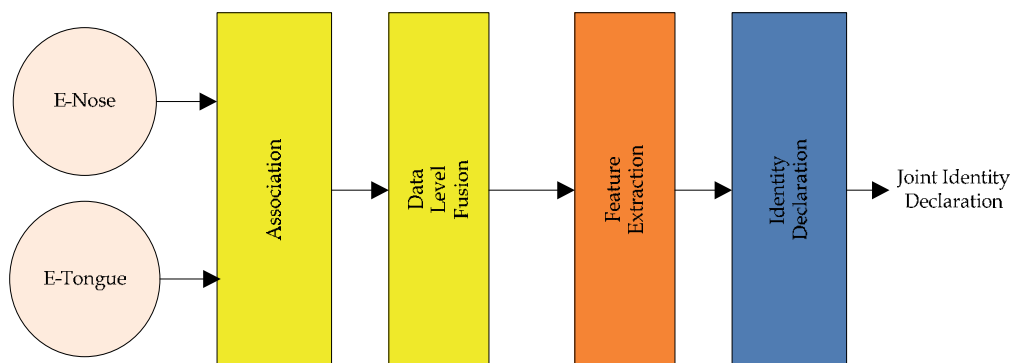 E-Nose
E-Tongue
Association
Data
Level
Fusion
Feature
Extraction
Identity
Declaration
Joint Identity
Declaration